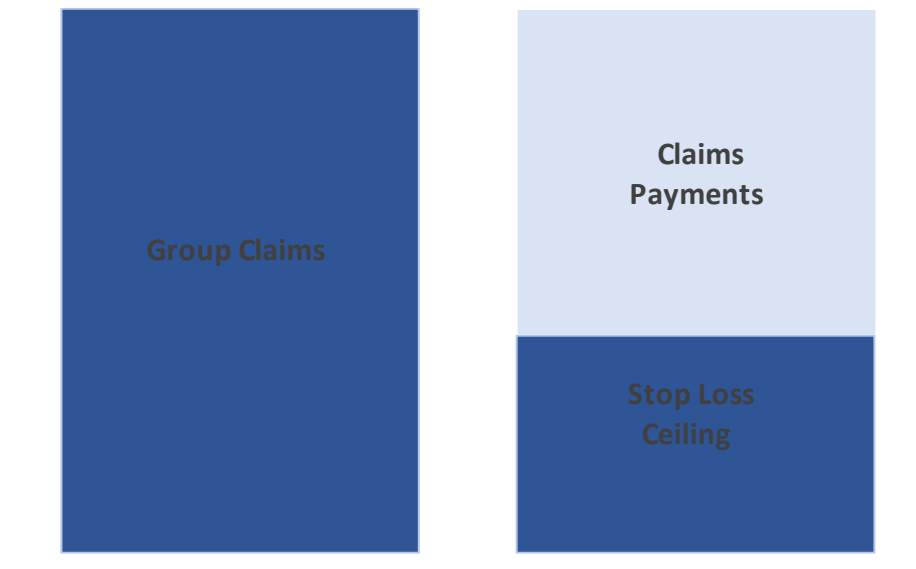 Group Claims
Claims
Payments
Stop Loss
Ceiling